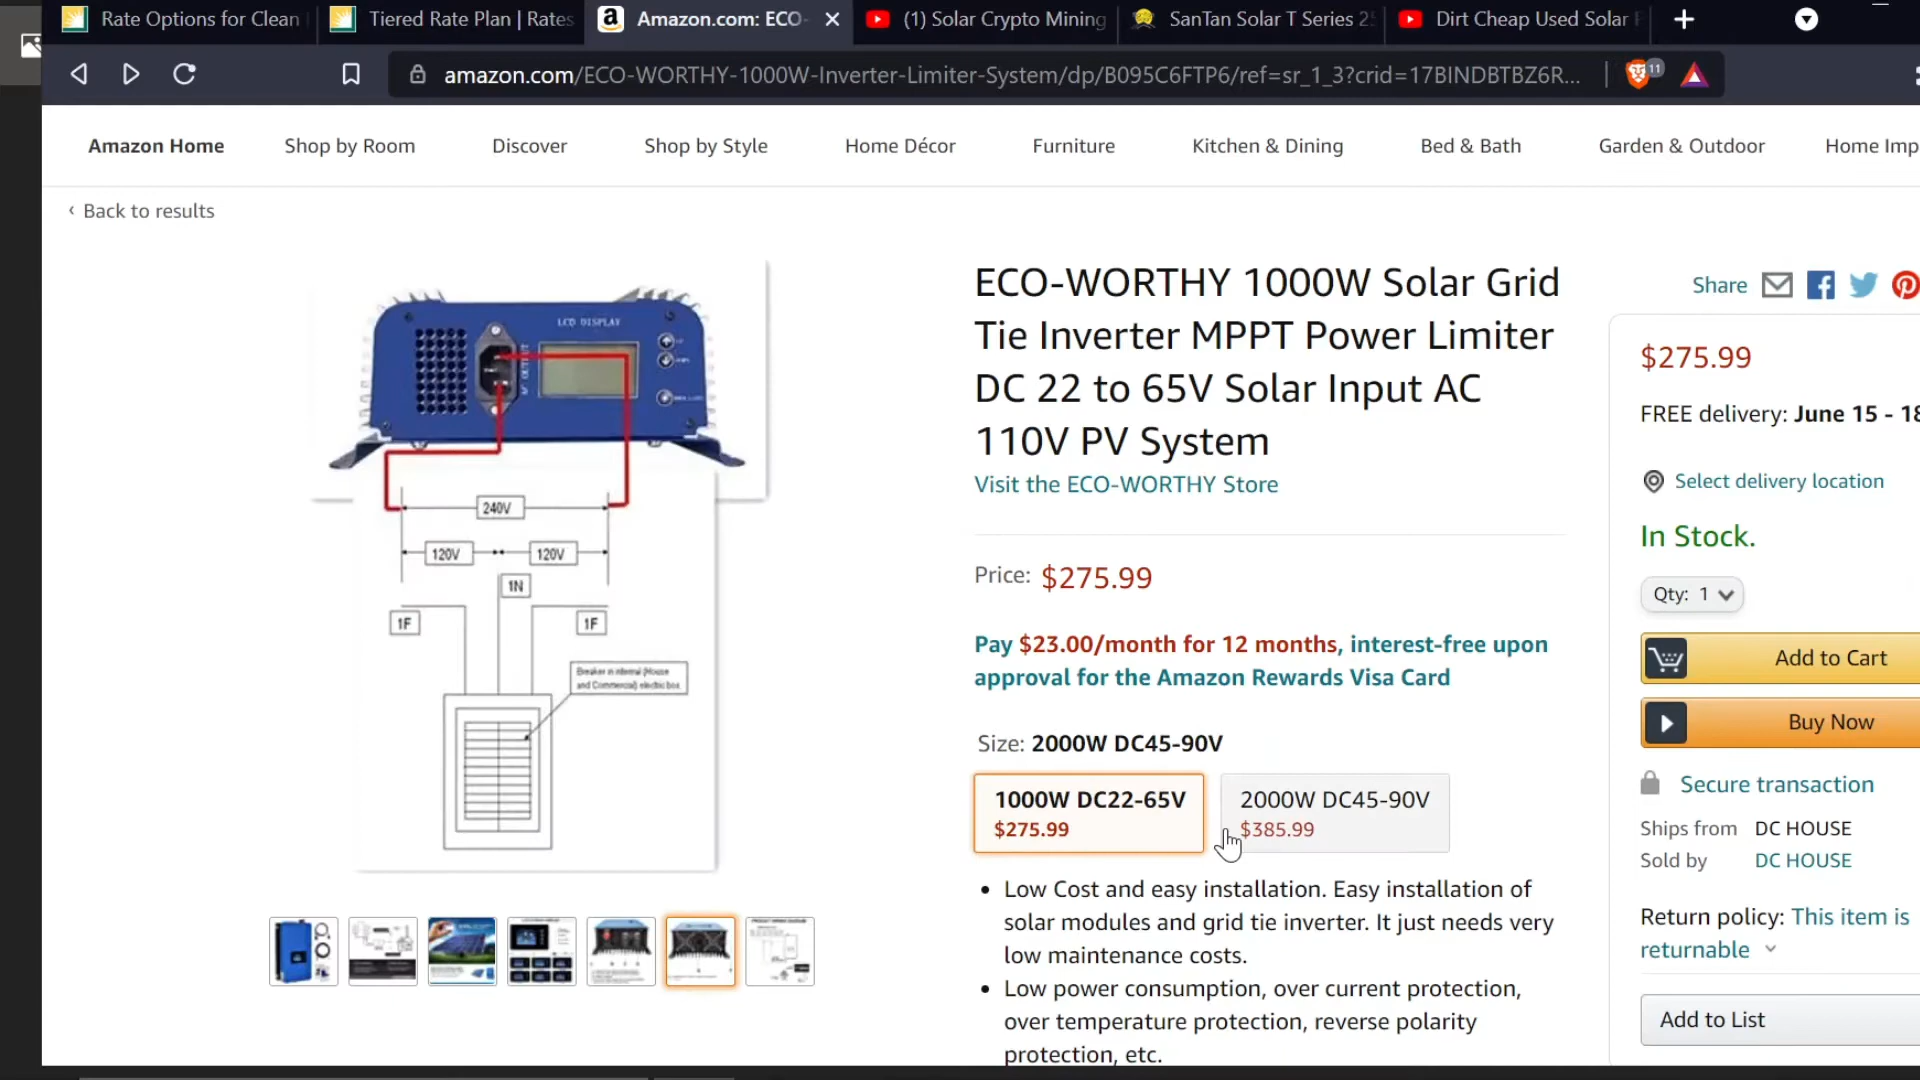 Rate Options for Clean
Tiered Rate Plan | Rates
Amazon.com: ECO-
(1) Solar Crypto Mining
SanTan Solar T Series 2
Dirt Cheap Used Solar
amazon.com/ECO-WORTHY-1000W-Inverter-Limiter-System/dp/B095C6FTP6/ref=sr_1_3?crid=17BINDBTBZ6R...
11
Amazon Home
Shop by Room
Discover
Shop by Style
Home Décor
Furniture
Kitchen & Dining
Bed & Bath
Garden & Outdoor
Home Imp
‹ Back to results
LCD DISPLAY
240V
120V
120V
1N
1F
1F
Breaker in internal (House
and Commercial) electric box
ECO-WORTHY 1000W Solar Grid
Tie Inverter MPPT Power Limiter
DC 22 to 65V Solar Input AC
110V PV System
Visit the ECO-WORTHY Store
Price: $275.99
Pay $23.00/month for 12 months, interest-free upon
approval for the Amazon Rewards Visa Card
Size: 2000W DC45-90V
1000W DC22-65V
$275.99
2000W DC45-90V
$385.99
• Low Cost and easy installation. Easy installation of
solar modules and grid tie inverter. It just needs very
low maintenance costs.
• Low power consumption, over current protection,
over temperature protection, reverse polarity
protection, etc.
Share
$275.99
FREE delivery: June 15 - 18
Select delivery location
In Stock.
Qty: 1
Add to Cart
Buy Now
Secure transaction
Ships from DC HOUSE
Sold by DC HOUSE
Return policy: This item is
returnable
Add to List